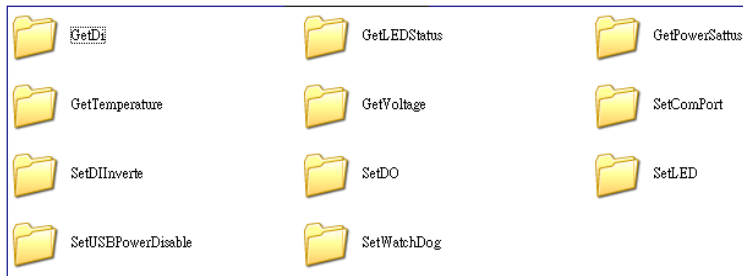 GetDi
GetLEDStatus
GetPowerSattus
GetTemperature
GetVoltage
SetComPort
SetDIInverte
SetDO
SetLED
SetUSBPowerDisable
SetWatchDog